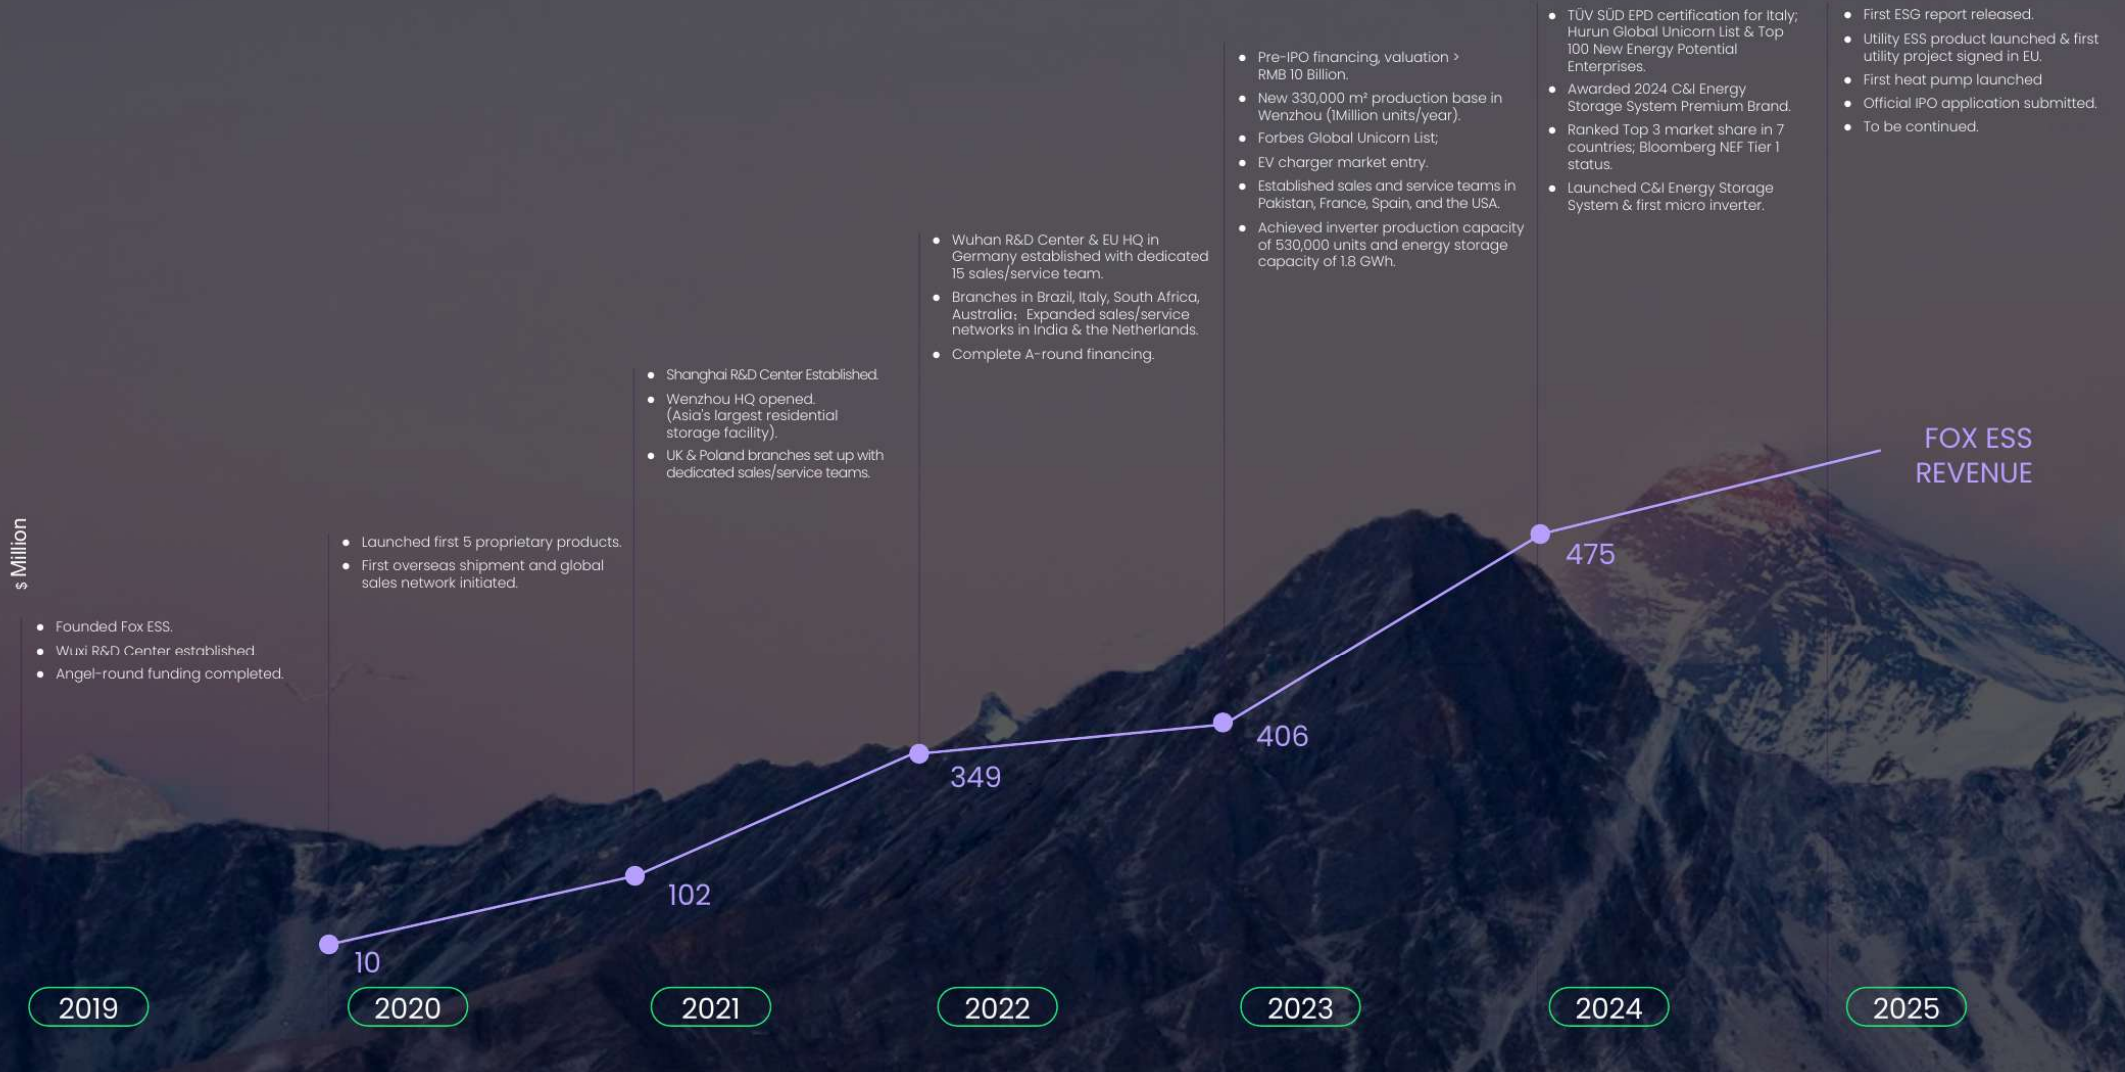 $ Million
● Founded Fox ESS.
● Wuxi R&D Center established
● Angel-round funding completed.
● Launched first 5 proprietary products.
● First overseas shipment and global
sales network initiated.
● Shanghai R&D Center Established.
● Wenzhou HQ opened.
(Asia's largest residential
storage facility).
● UK & Poland branches set up with
dedicated sales/service teams.
● Wuhan R&D Center & EU HQ in
Germany established with dedicated
15 sales/service team.
● Branches in Brazil, Italy, South Africa,
Australia；Expanded sales/service
networks in India & the Netherlands.
● Complete A-round financing.
● Pre-IPO financing, valuation >
RMB 10 Billion.
● New 330,000 m² production base in
Wenzhou (1Million units/year).
● Forbes Global Unicorn List;
● EV charger market entry.
● Established sales and service teams in
Pakistan, France, Spain, and the USA.
● Achieved inverter production capacity
of 530,000 units and energy storage
capacity of 1.8 GWh.
● TÜV SÜD EPD certification for Italy;
Hurun Global Unicorn List & Top
100 New Energy Potential
Enterprises.
● Awarded 2024 C&I Energy
Storage System Premium Brand.
● Ranked Top 3 market share in 7
countries; Bloomberg NEF Tier 1
status.
● Launched C&I Energy Storage
System & first micro inverter.
● First ESG report released.
● Utility ESS product launched & first
utility project signed in EU.
● First heat pump launched
● Official IPO application submitted.
● To be continued.
FOX ESS
REVENUE
10
102
349
406
475
2019
2020
2021
2022
2023
2024
2025